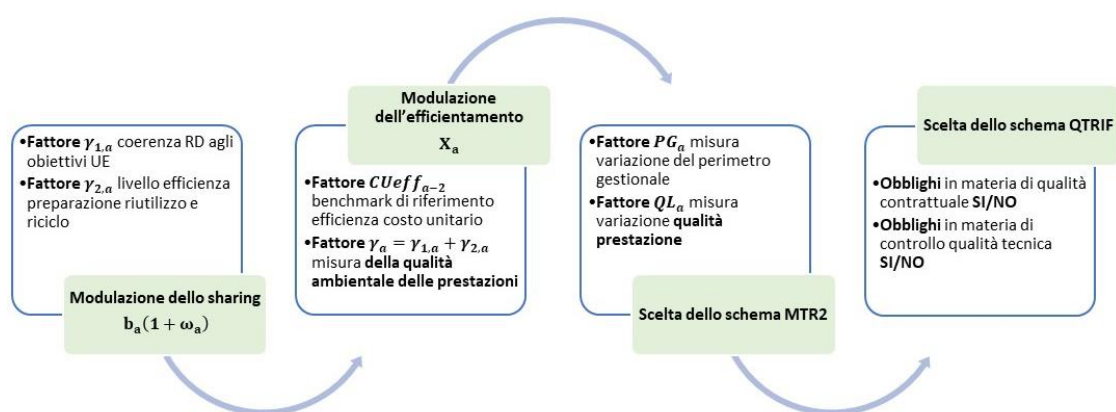 •Fattore γ₁,ₐ coerenza RD agli
obiettivi UE
•Fattore γ₂,ₐ livello efficienza
preparazione riutilizzo e
riciclo
Modulazione dello sharing
bₐ(1 + ωₐ)
Modulazione
dell'efficientamento
Xₐ
•Fattore CUeffₐ₋₂
benchmark di riferimento
efficienza costo unitario
•Fattore γₐ = γ₁,ₐ + γ₂,ₐ
misura della qualità
ambientale delle prestazioni
•Fattore PGₐ misura
variazione del perimetro
gestionale
•Fattore QLₐ misura
variazione qualità
prestazione
Scelta dello schema MTR2
Scelta dello schema QTRIF
•Obblighi in materia di qualità
contrattuale SI/NO
•Obblighi in materia di
controllo qualità tecnica
SI/NO